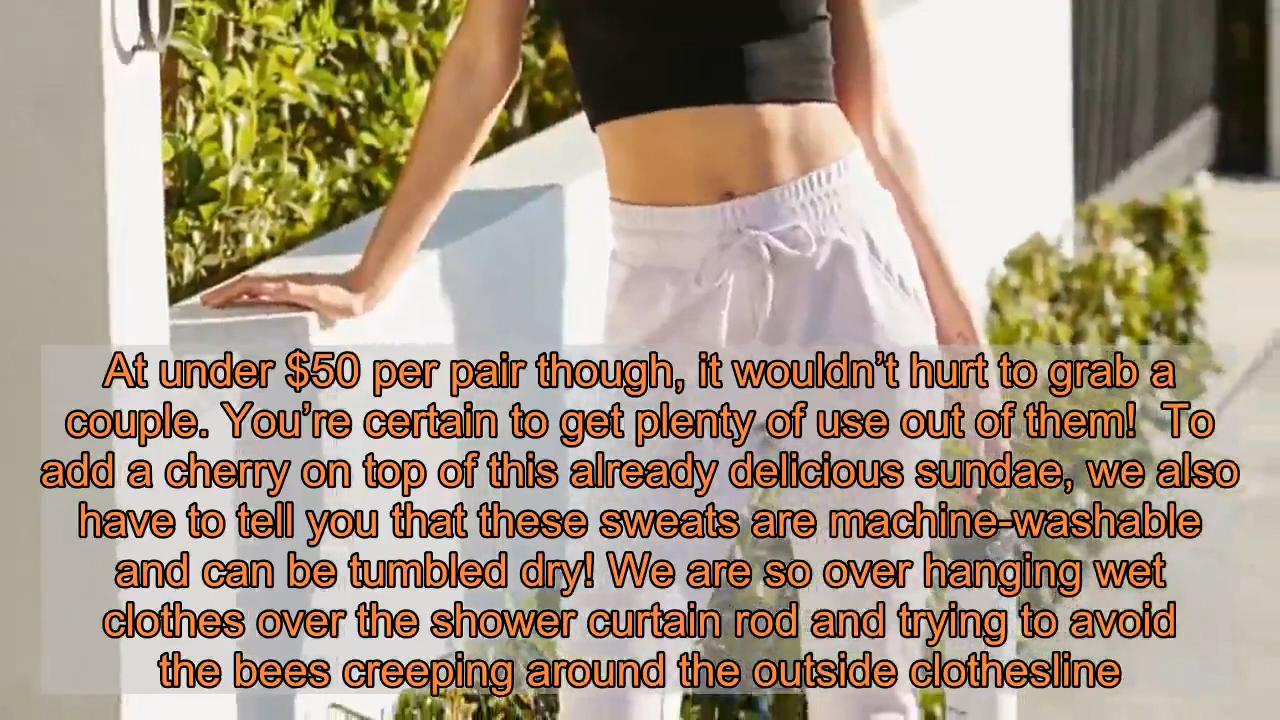 At under $50 per pair though, it wouldn’t hurt to grab a
couple. You’re certain to get plenty of use out of them!  To
add a cherry on top of this already delicious sundae, we also
have to tell you that these sweats are machine-washable
and can be tumbled dry! We are so over hanging wet
clothes over the shower curtain rod and trying to avoid
the bees creeping around the outside clothesline